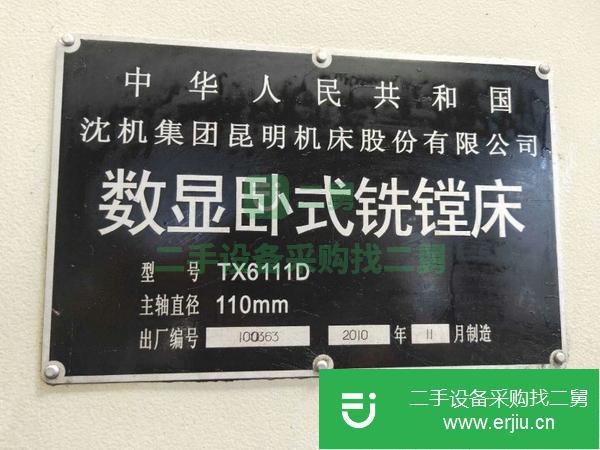 中华人民共和国
沈机集团昆明机床股份有限公司
数显卧式铣镗床
二舅
二手设备采购找二舅
型号 TX6111D
主轴直径 110mm
出厂编号 100363 2010 年 11 月制造
二手设备采购找二舅
www.erjiu.cn